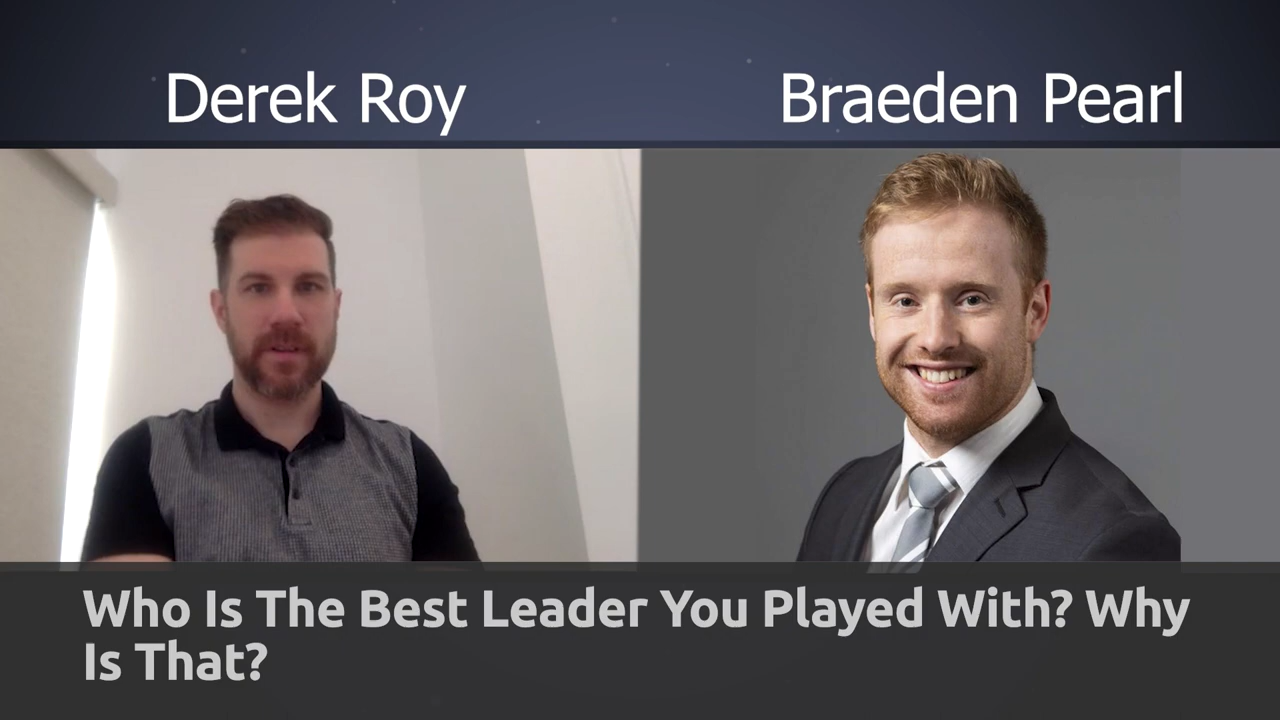 Derek Roy
Braeden Pearl
Who Is The Best Leader You Played With? Why
Is That?